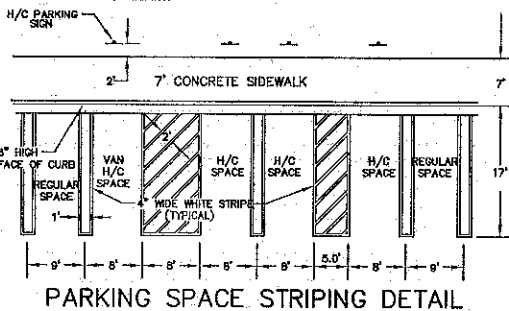 H/C PARKING
SIGN
2'
7' CONCRETE SIDEWALK
7'
6" HIGH
FACE OF CURB
2'
VAN
H/C
SPACE
H/C
SPACE
H/C
SPACE
H/C
SPACE
REGULAR
SPACE
REGULAR
SPACE
17'
4" WIDE WHITE STRIPE
(TYPICAL)
1'
9'
8'
8'
8'
8'
5.0'
8'
9'
PARKING SPACE STRIPING DETAIL